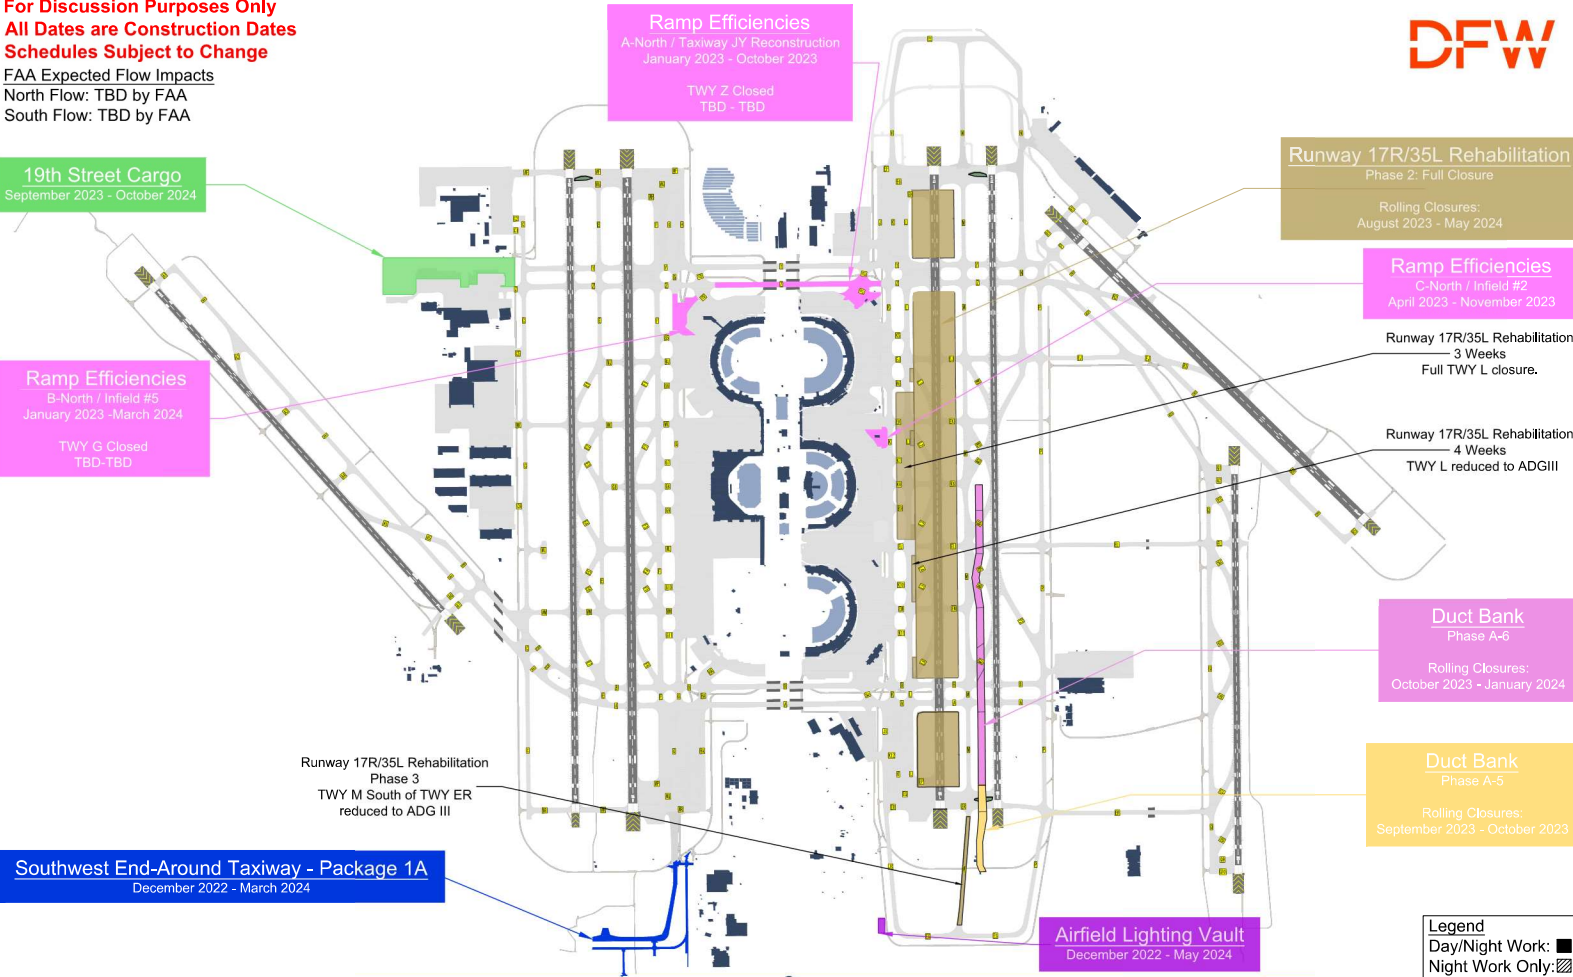 For Discussion Purposes Only
All Dates are Construction Dates
Schedules Subject to Change
FAA Expected Flow Impacts
North Flow: TBD by FAA
South Flow: TBD by FAA
Ramp Efficiencies
A-North / Taxiway JY Reconstruction
January 2023 - October 2023
TWY Z Closed
TBD - TBD
DFW
19th Street Cargo
September 2023 - October 2024
Runway 17R/35L Rehabilitation
Phase 2: Full Closure
Rolling Closures:
August 2023 - May 2024
Ramp Efficiencies
C-North / Infield #2
April 2023 - November 2023
Runway 17R/35L Rehabilitation
3 Weeks
Full TWY L closure.
Ramp Efficiencies
B-North / Infield #5
January 2023 -March 2024
TWY G Closed
TBD-TBD
Runway 17R/35L Rehabilitation
4 Weeks
TWY L reduced to ADGIII
Duct Bank
Phase A-6
Rolling Closures:
October 2023 - January 2024
Duct Bank
Phase A-5
Rolling Closures:
September 2023 - October 2023
Runway 17R/35L Rehabilitation
Phase 3
TWY M South of TWY ER
reduced to ADG III
Southwest End-Around Taxiway - Package 1A
December 2022 - March 2024
Airfield Lighting Vault
December 2022 - May 2024
Legend
Day/Night Work:
Night Work Only: